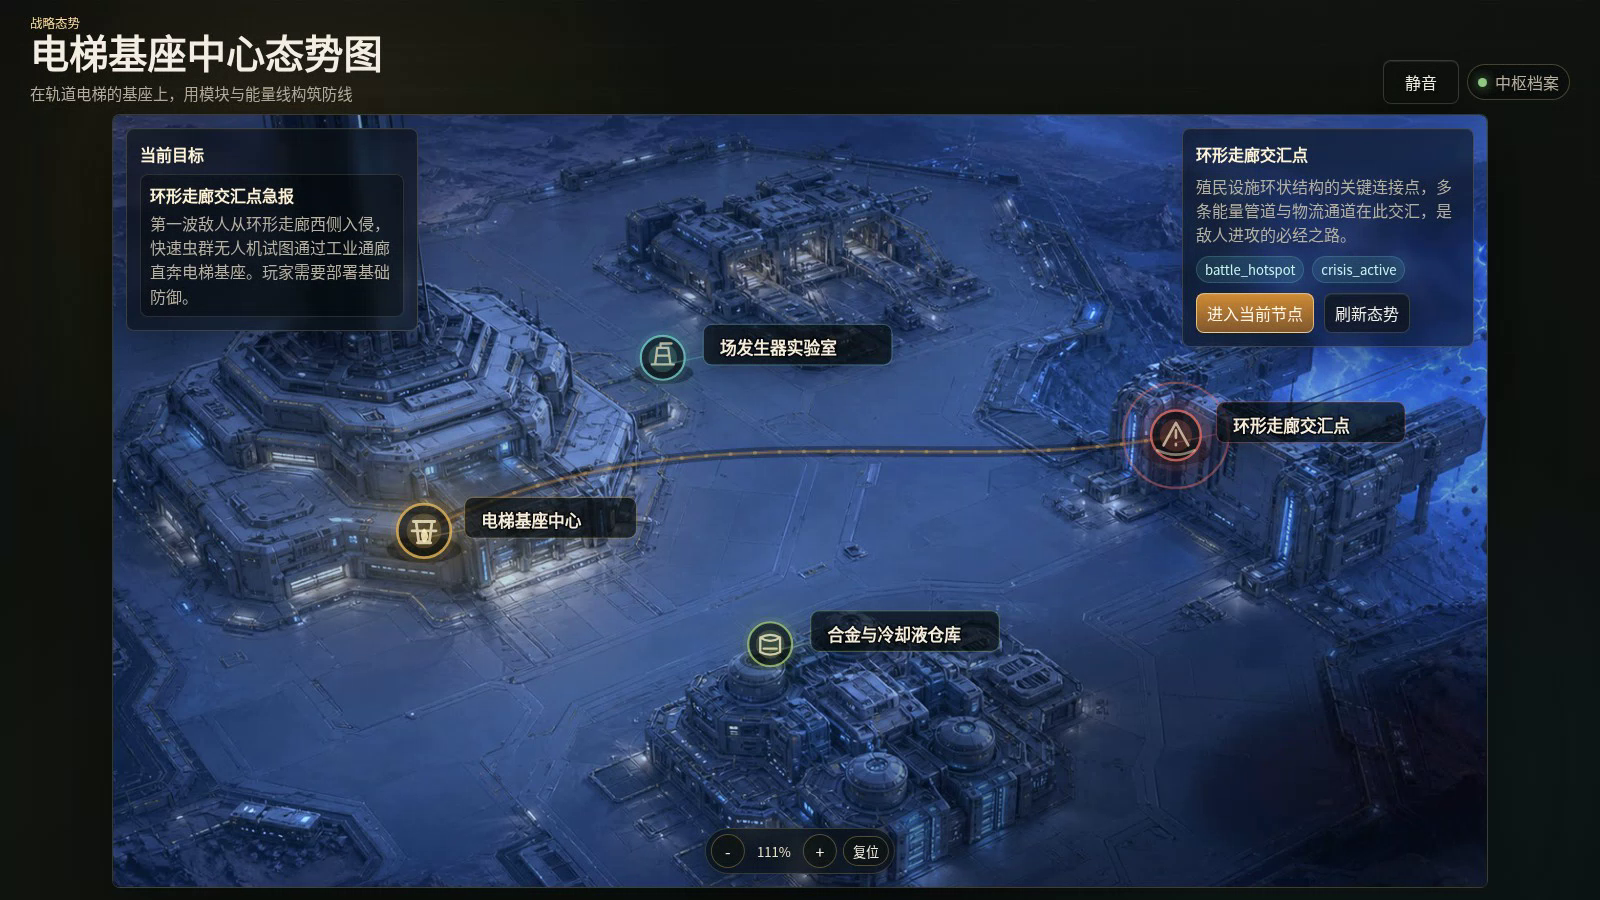 战略态势
电梯基座中心态势图
在轨道电梯的基座上，用模块与能量线构筑防线
静音
中枢档案
当前目标
环形走廊交汇点急报
第一波敌人从环形走廊西侧入侵，
快速虫群无人机试图通过工业通廊
直奔电梯基座。玩家需要部署基础
防御。
环形走廊交汇点
殖民设施环状结构的关键连接点，多
条能量管道与物流通道在此交汇，是
敌人进攻的必经之路。
battle_hotspot
crisis_active
进入当前节点
刷新态势
场发生器实验室
环形走廊交汇点
电梯基座中心
合金与冷却液仓库
- 111% + 复位